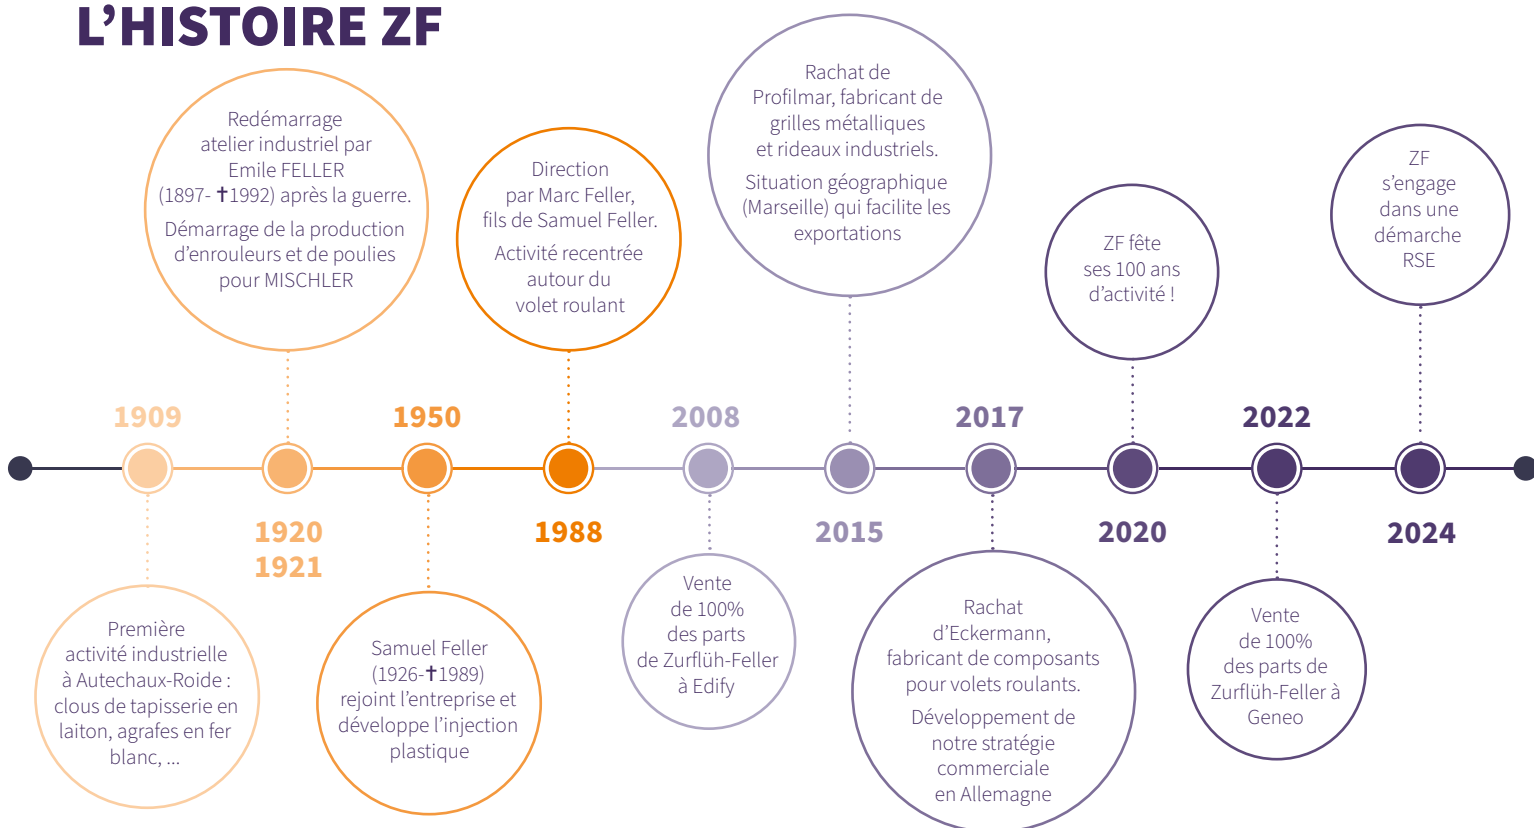 L’HISTOIRE ZF
1909
Première
activité industrielle
à Autechaux-Roide :
clous de tapisserie en
laiton, agrafes en fer
blanc, ...
Redémarrage
atelier industriel par
Emile FELLER
(1897- ✝1992) après la guerre.
Démarrage de la production
d’enrouleurs et de poulies
pour MISCHLER
1920
1921
1950
Samuel Feller
(1926-✝1989)
rejoint l’entreprise et
développe l’injection
plastique
Direction
par Marc Feller,
fils de Samuel Feller.
Activité recentrée
autour du
volet roulant
1988
2008
Vente
de 100%
des parts
de Zurflüh-Feller
à Edify
Rachat de
Profilmar, fabricant de
grilles métalliques
et rideaux industriels.
Situation géographique
(Marseille) qui facilite les
exportations
2015
2017
Rachat
d’Eckermann,
fabricant de composants
pour volets roulants.
Développement de
notre stratégie
commerciale
en Allemagne
ZF fête
ses 100 ans
d’activité !
2020
2022
Vente
de 100%
des parts de
Zurflüh-Feller à
Geneo
ZF
s’engage
dans une
démarche
RSE
2024